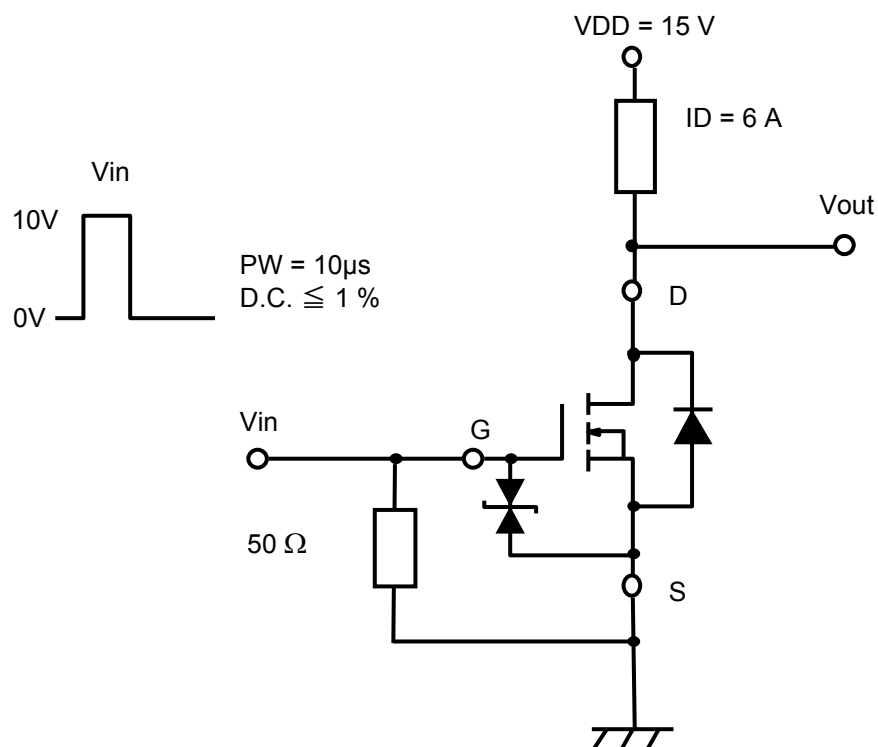 VDD = 15 V
ID = 6 A
Vin
10V
0V
PW = 10μs
D.C. ≦ 1 %
Vout
D
Vin
G
50 Ω
S